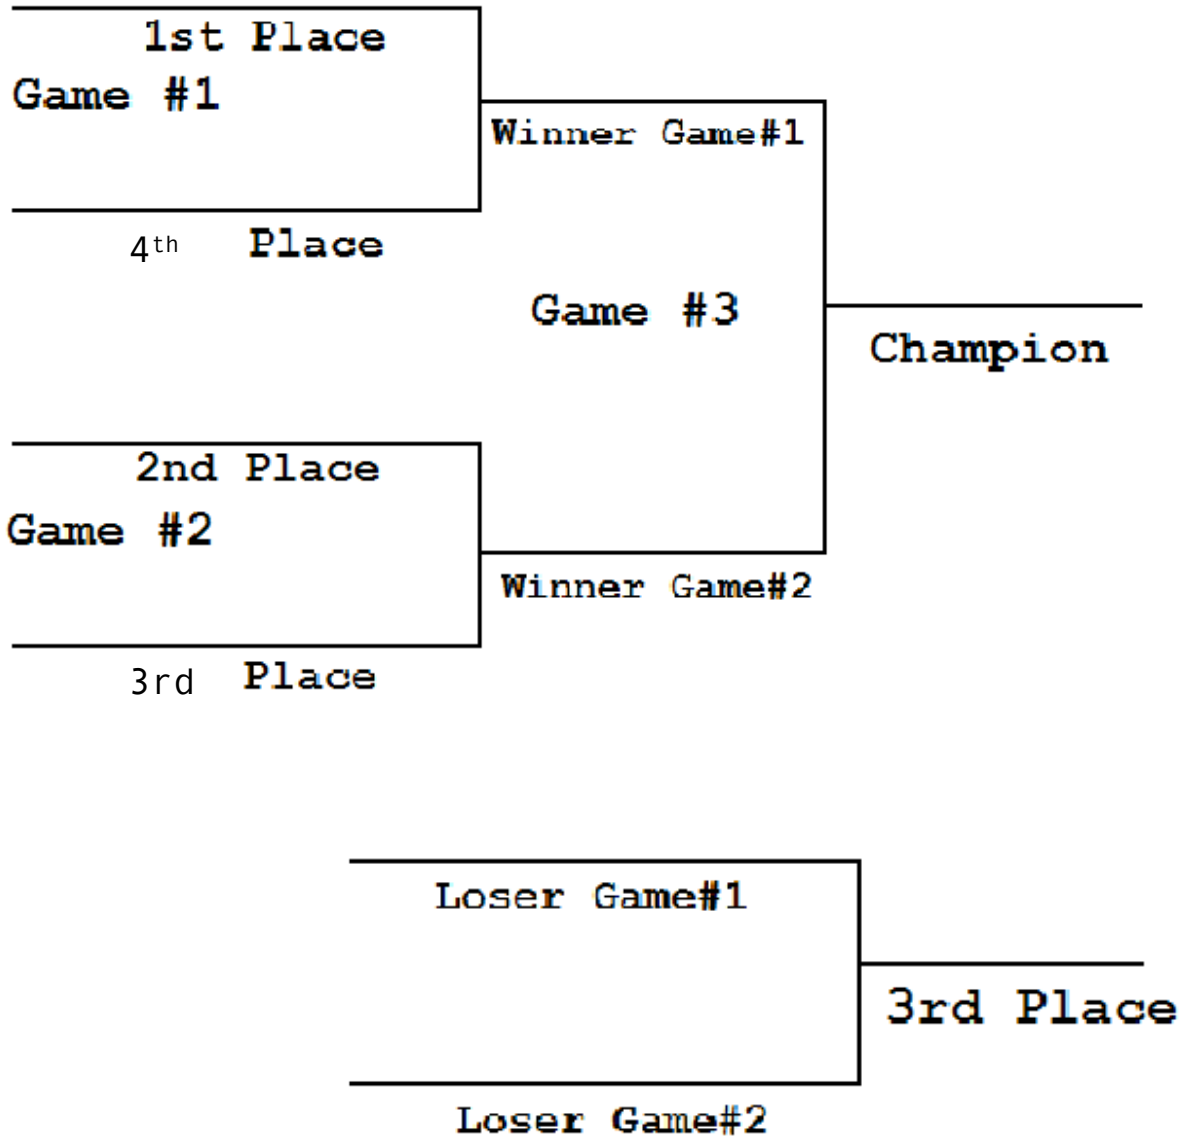 1st Place
Game #1
Winner Game#1
4th Place
Game #3
Champion
2nd Place
Game #2
Winner Game#2
3rd Place
Loser Game#1
3rd Place
Loser Game#2